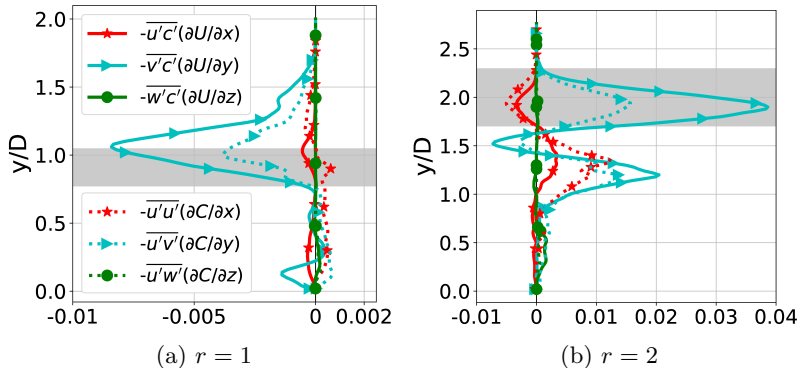 2.0
1.5
1.0
0.5
0.0
y/D
-u′c′(∂U/∂x)
-v′c′(∂U/∂y)
-w′c′(∂U/∂z)
-u′u′(∂C/∂x)
-u′v′(∂C/∂y)
-u′w′(∂C/∂z)
-0.01 -0.005 0 0.002
(a) r = 1
2.5
2.0
1.5
1.0
0.5
0.0
y/D
-0.01 0 0.01 0.02 0.03 0.04
(b) r = 2